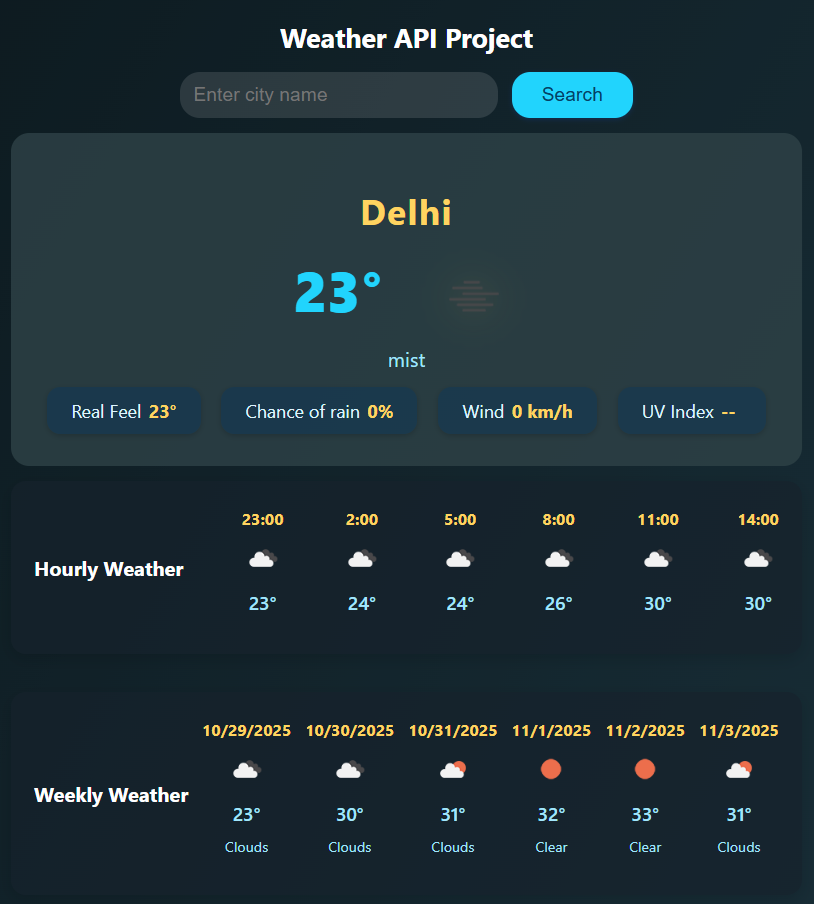 Weather API Project
Enter city name Search
Delhi
23°
mist
Real Feel 23° Chance of rain 0% Wind 0 km/h UV Index --
23:00 2:00 5:00 8:00 11:00 14:00
Hourly Weather
23° 24° 24° 26° 30° 30°
10/29/2025 10/30/2025 10/31/2025 11/1/2025 11/2/2025 11/3/2025
Weekly Weather
23° 30° 31° 32° 33° 31°
Clouds Clouds Clouds Clear Clear Clouds